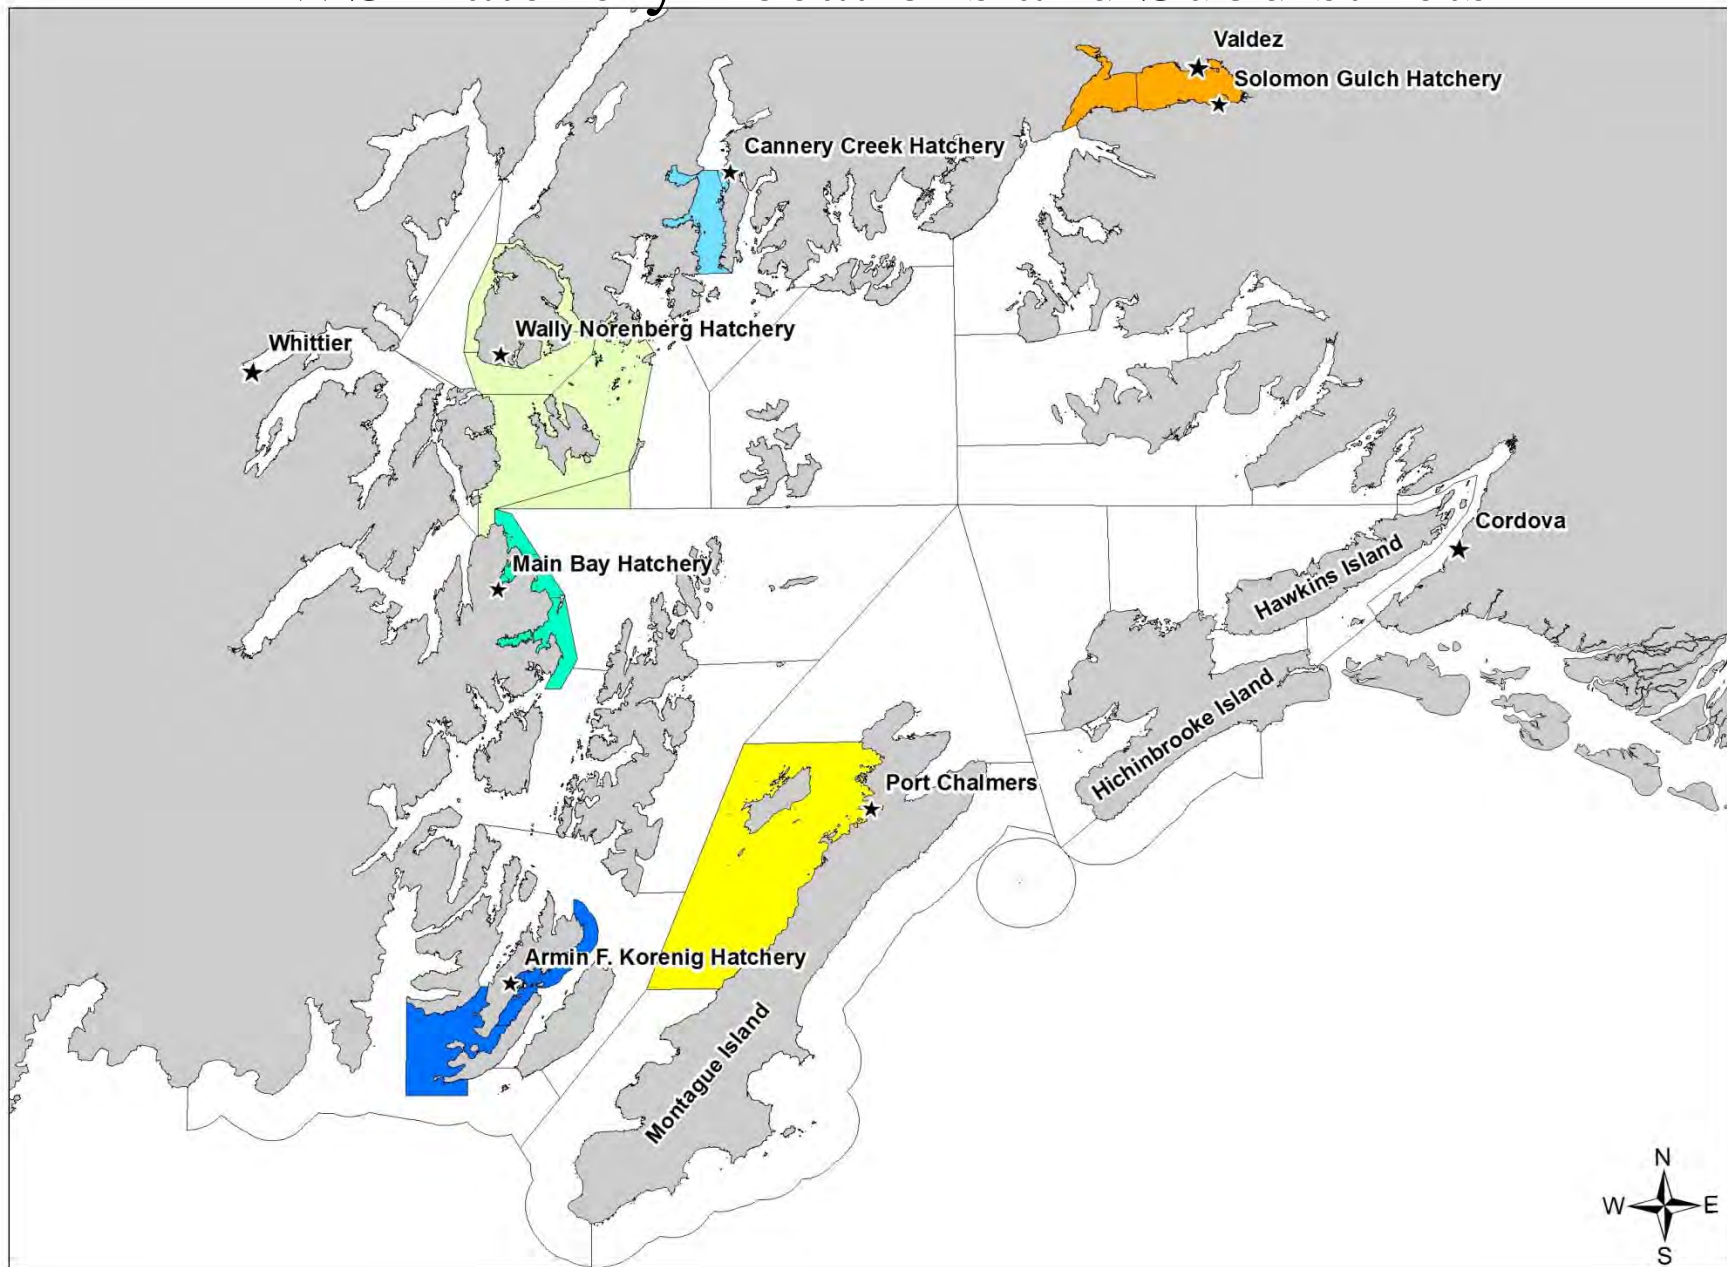 Valdez
Solomon Gulch Hatchery
Cannery Creek Hatchery
Wally Norenberg Hatchery
Whittier
Cordova
Main Bay Hatchery
Hawkins Island
Hichinbrooke Island
Port Chalmers
Armin F. Korenig Hatchery
Montague Island
N
W E
S